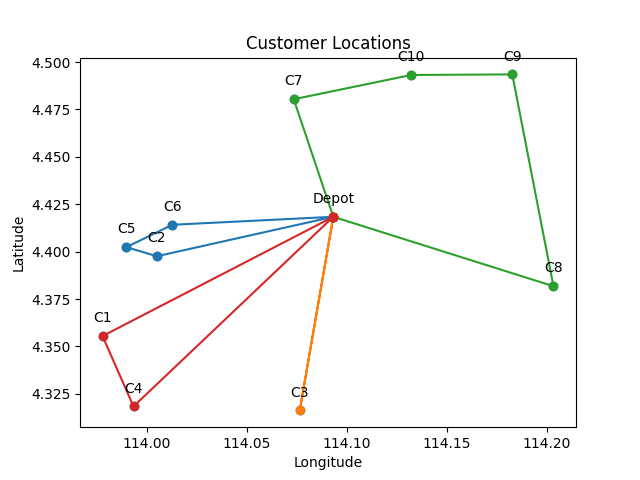 Customer Locations
4.500
4.475
4.450
4.425
4.400
4.375
4.350
4.325
Latitude
C10
C9
C7
Depot
C6
C5
C2
C8
C1
C4
C3
114.00
114.05
114.10
114.15
114.20
Longitude